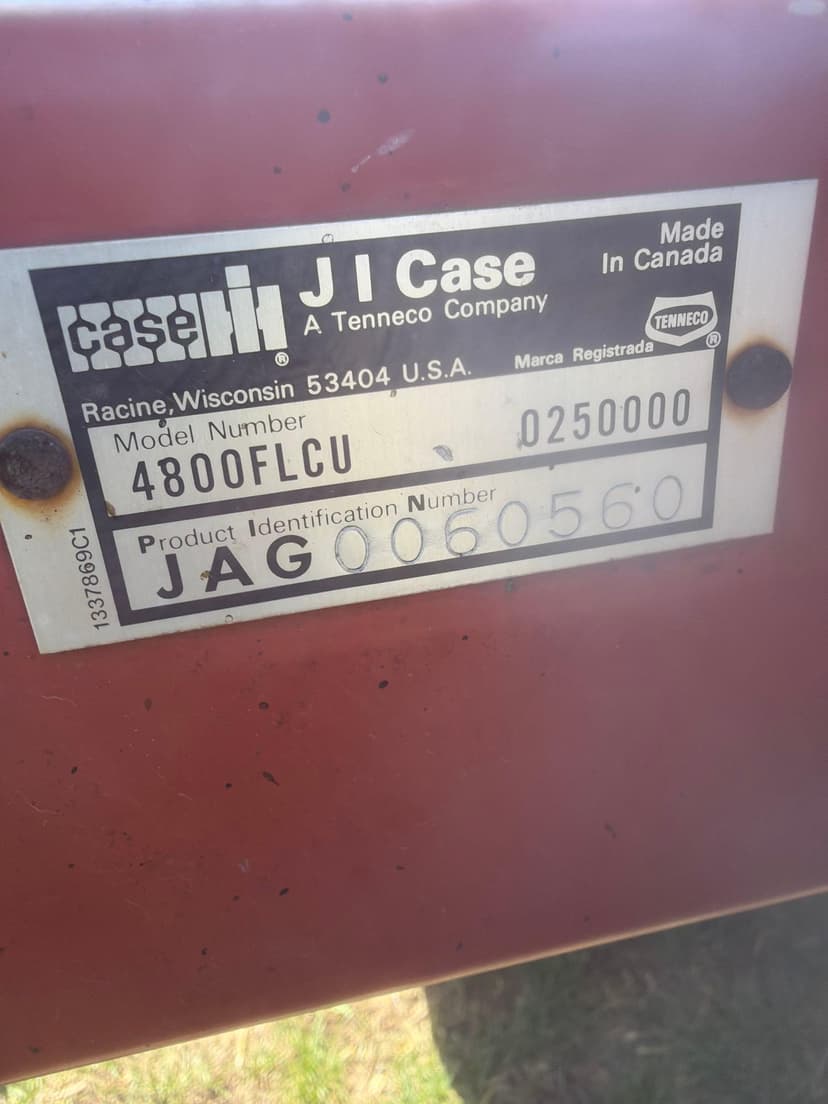 case IH ®
J I Case
A Tenneco Company
Made
In Canada
TENNECO ®
Racine, Wisconsin 53404 U.S.A. Marca Registrada
Model Number
4800FLCU 0250000
Product Identification Number
JAG0060560
1337869C1